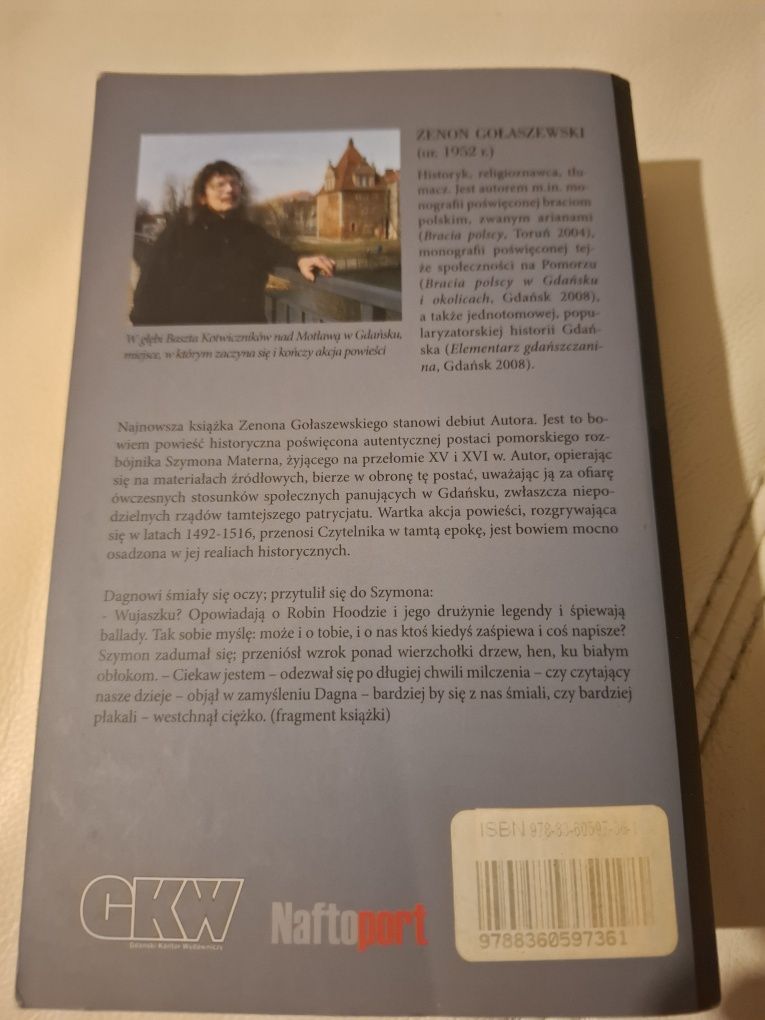 ZENON GOŁASZEWSKI
(ur. 1952 r.)
Historyk, religioznawca, tłu-
macz. Jest autorem m.in. mo-
nografii poświęconej braciom
polskim, zwanym arianami
(Bracia polscy, Toruń 2004),
monografii poświęconej tej-
że społeczności na Pomorzu
(Bracia polscy w Gdańsku
i okolicach, Gdańsk 2008),
a także jednotomowej, popu-
laryzatorskiej historii Gdań-
ska (Elementarz gdańszczani-
na, Gdańsk 2008).
W głębi Baszta Kotwiczników nad Motławą w Gdańsku,
miejsce, w którym zaczyna się i kończy akcja powieści
Najnowsza książka Zenona Gołaszewskiego stanowi debiut Autora. Jest to bo-
wiem powieść historyczna poświęcona autentycznej postaci pomorskiego roz-
bójnika Szymona Materna, żyjącego na przełomie XV i XVI w. Autor, opierając
się na materiałach źródłowych, bierze w obronę tę postać, uważając ją za ofiarę
ówczesnych stosunków społecznych panujących w Gdańsku, zwłaszcza niepo-
dzielnych rządów tamtejszego patrycjatu. Wartka akcja powieści, rozgrywająca
się w latach 1492-1516, przenosi Czytelnika w tamtą epokę, jest bowiem mocno
osadzona w jej realiach historycznych.
Dagnowi śmiały się oczy; przytulił się do Szymona:
- Wujaszku? Opowiadają o Robin Hoodzie i jego drużynie legendy i śpiewają
ballady. Tak sobie myślę: może i o tobie, i o nas ktoś kiedyś zaśpiewa i coś napisze?
Szymon zadumał się; przeniósł wzrok ponad wierzchołki drzew, hen, ku białym
obłokom. – Ciekaw jestem – odezwał się po długiej chwili milczenia – czy czytający
nasze dzieje – objął w zamyśleniu Dagna – bardziej by się z nas śmiali, czy bardziej
płakali – westchnął ciężko. (fragment książki)
ISBN 978-83-60597-36-1
9788360597361
GKW
Gdański Kantor Wydawniczy
Naftoport